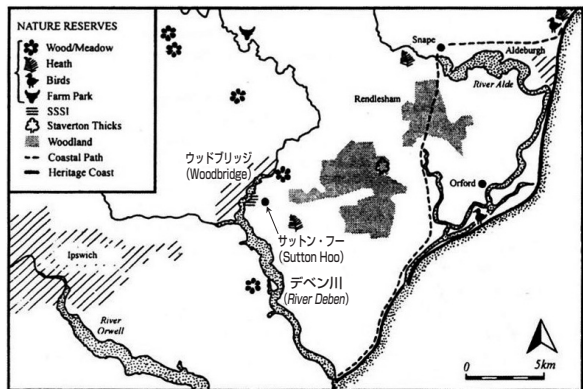 NATURE RESERVES
Wood/Meadow
Heath
Birds
Farm Park
SSSI
Staverton Thicks
Woodland
Coastal Path
Heritage Coast
Snape
Aldeburgh
River Alde
Rendlesham
ウッドブリッジ
(Woodbridge)
Orford
サットン・フー
(Sutton Hoo)
Ipswich
デベン川
(River Deben)
River
Orwell
0 5km